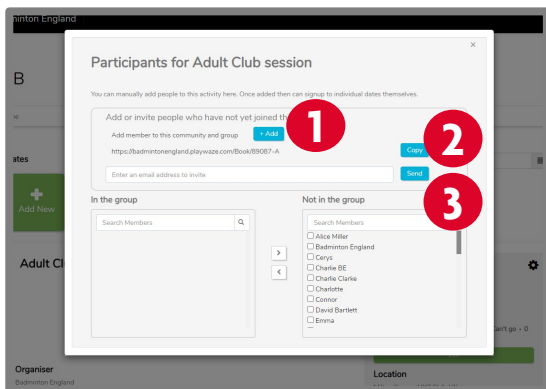 minton England
×
Participants for Adult Club session
B
You can manually add people to this activity here. Once added then can signup to individual dates themselves.
Add or invite people who have not yet joined th
Add member to this community and group
+ Add
1
https://badmintonengland.playwaze.com/Book/89087-A
Copy
2
ates
Enter an email address to invite
Send
3
Add New
In the group
Not in the group
Search Members
Search Members
>
<
Alice Miller
Badminton England
Cerys
Charlie BE
Charlie Clarke
Charlotte
Connor
David Bartlett
Emma
Adult Cl
Can't go - 0
Organiser
Badminton England
Location